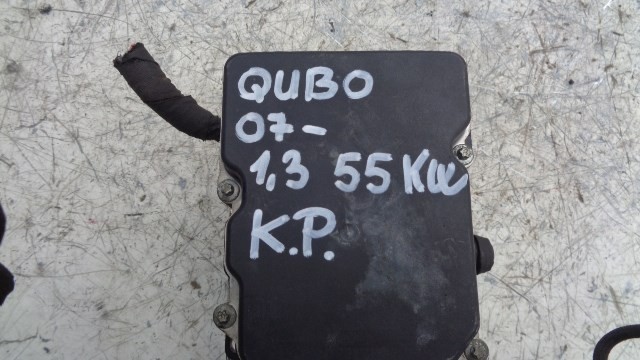 QUBO
07-
1,3 55 KW
K.P.